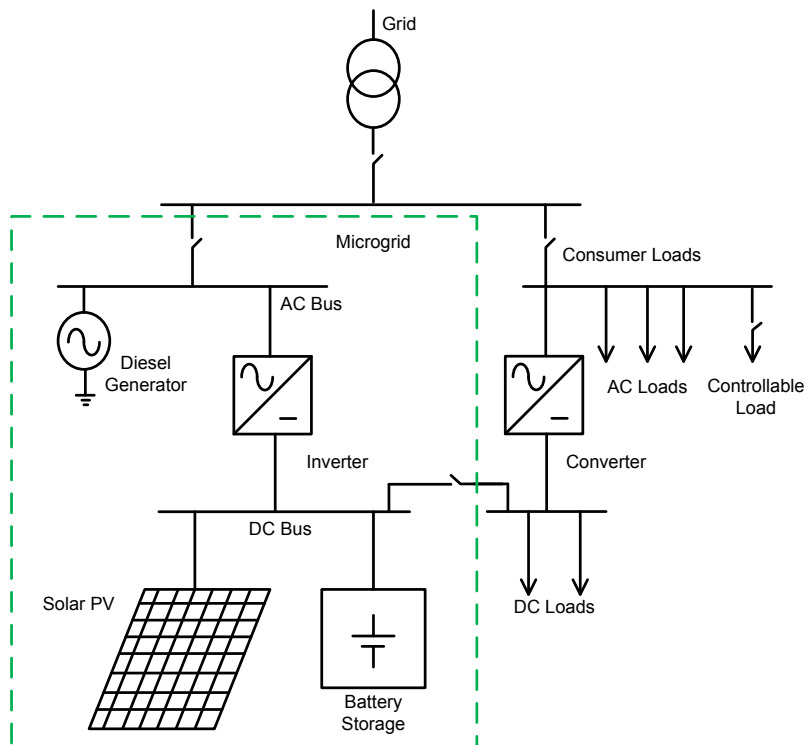 Grid
Microgrid
Consumer Loads
AC Bus
Diesel
Generator
AC Loads
Controllable
Load
Inverter
Converter
DC Bus
Solar PV
DC Loads
Battery
Storage